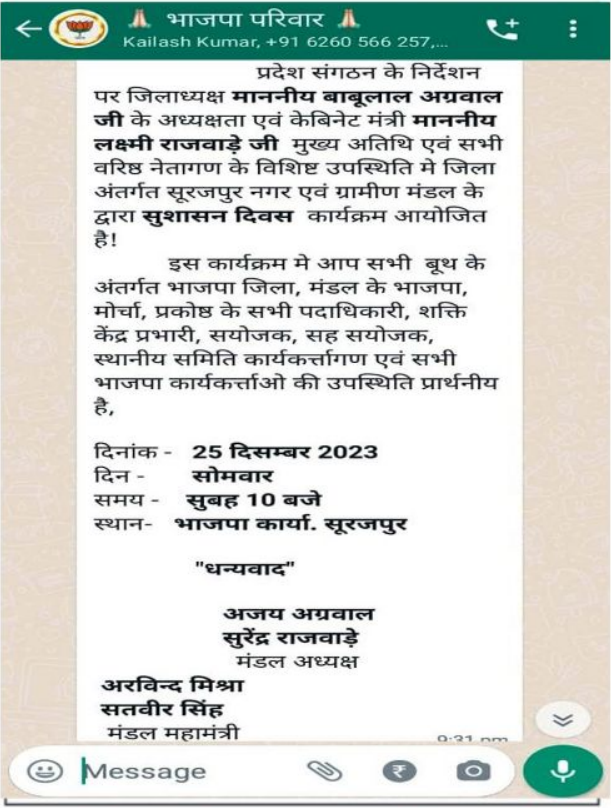 भाजपा परिवार
Kailash Kumar, +91 6260 566 257,...
प्रदेश संगठन के निर्देशन
पर जिलाध्यक्ष माननीय बाबूलाल अग्रवाल
जी के अध्यक्षता एवं केबिनेट मंत्री माननीय
लक्ष्मी राजवाड़े जी मुख्य अतिथि एवं सभी
वरिष्ठ नेतागण के विशिष्ट उपस्थिति मे जिला
अंतर्गत सूरजपुर नगर एवं ग्रामीण मंडल के
द्वारा सुशासन दिवस कार्यक्रम आयोजित
है!
इस कार्यक्रम मे आप सभी बूथ के
अंतर्गत भाजपा जिला, मंडल के भाजपा,
मोर्चा, प्रकोष्ठ के सभी पदाधिकारी, शक्ति
केंद्र प्रभारी, सयोजक, सह सयोजक,
स्थानीय समिति कार्यकर्त्तागण एवं सभी
भाजपा कार्यकर्त्ताओ की उपस्थिति प्रार्थनीय
है,
दिनांक - 25 दिसम्बर 2023
दिन - सोमवार
समय - सुबह 10 बजे
स्थान- भाजपा कार्या. सूरजपुर
"धन्यवाद"
अजय अग्रवाल
सुरेंद्र राजवाड़े
मंडल अध्यक्ष
अरविन्द मिश्रा
सतवीर सिंह
मंडल महामंत्री
9:31 pm
Message